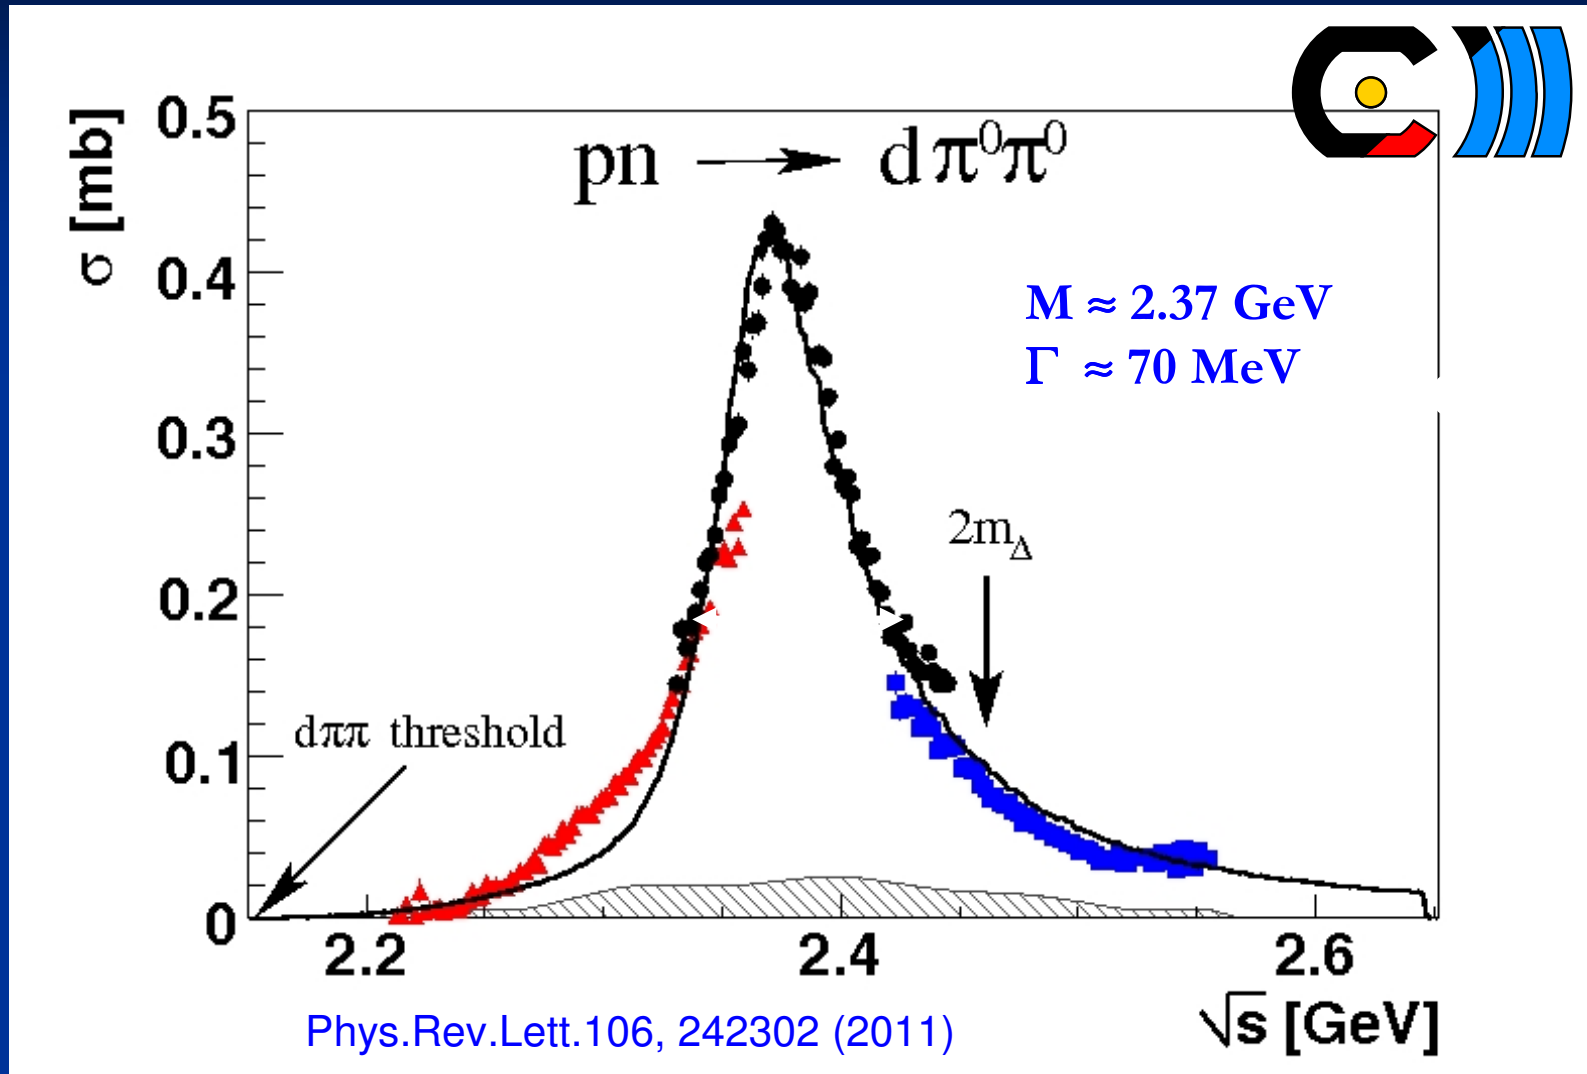 σ [mb]
pn → dπ⁰π⁰
M ≈ 2.37 GeV
Γ ≈ 70 MeV
2m_Δ
dππ threshold
0.5
0.4
0.3
0.2
0.1
0
2.2 2.4 2.6
√s [GeV]
Phys.Rev.Lett.106, 242302 (2011)